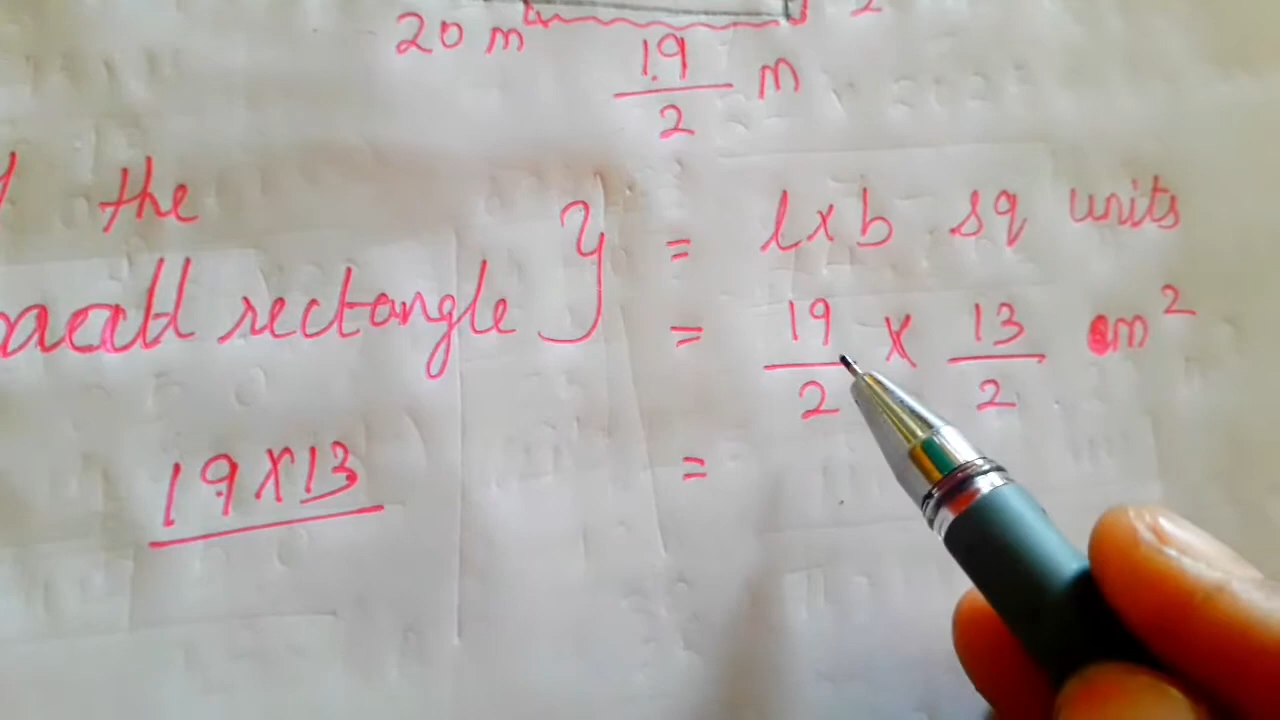 20 m
19/2 m
the = l x b sq units
rectangle } = 19/2 x 13/2 m²
19 x 13 =